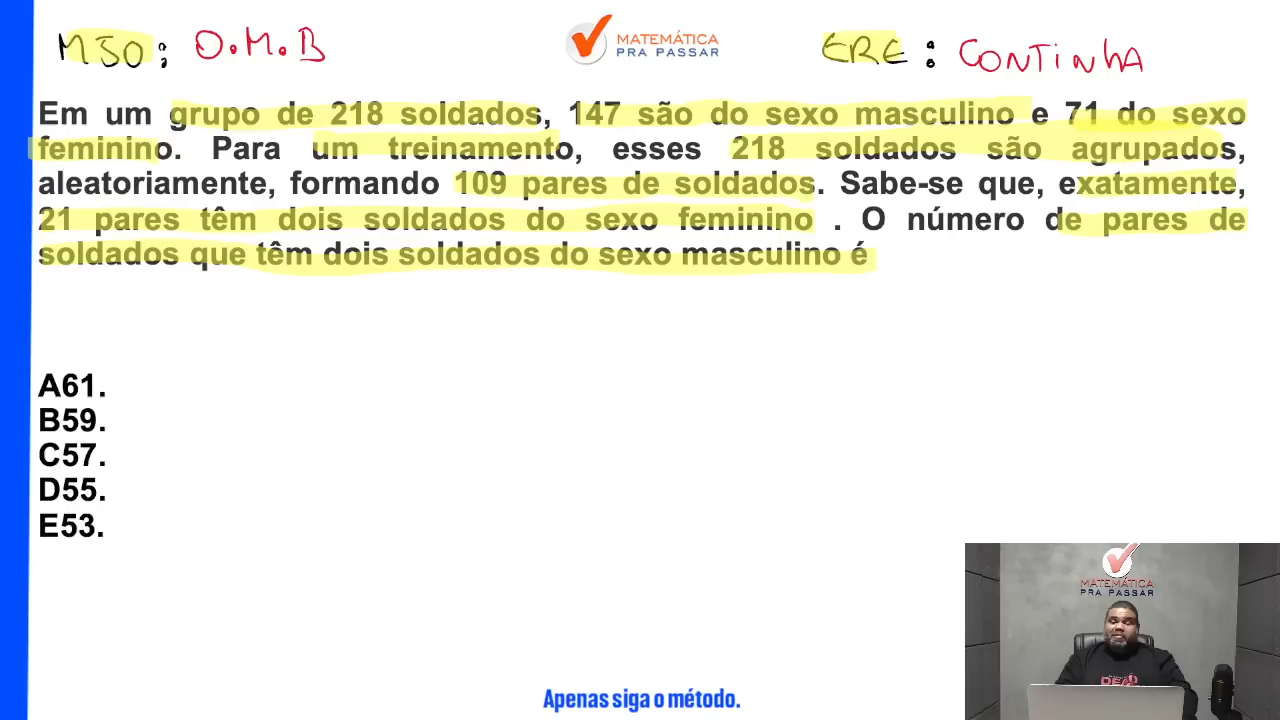 MJO: O.M.B
MATEMÁTICA
PRA PASSAR
ERE: CONTINHA
Em um grupo de 218 soldados, 147 são do sexo masculino e 71 do sexo
feminino. Para um treinamento, esses 218 soldados são agrupados,
aleatoriamente, formando 109 pares de soldados. Sabe-se que, exatamente,
21 pares têm dois soldados do sexo feminino . O número de pares de
soldados que têm dois soldados do sexo masculino é
A61.
B59.
C57.
D55.
E53.
MATEMÁTICA
PRA PASSAR
Apenas siga o método.